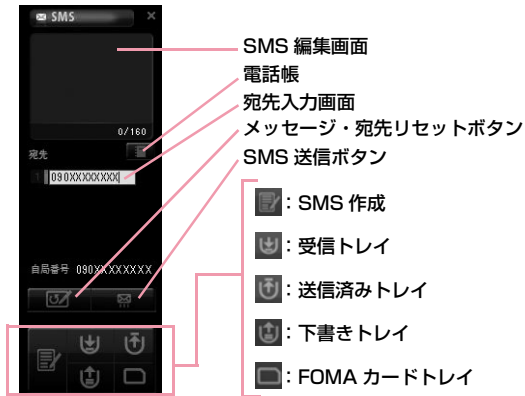 SMS ×
0/160
宛先
1 090XXXXXXXX
自局番号 090XXXXXXXX
SMS 編集画面
電話帳
宛先入力画面
メッセージ・宛先リセットボタン
SMS 送信ボタン
：SMS 作成
：受信トレイ
：送信済みトレイ
：下書きトレイ
：FOMA カードトレイ